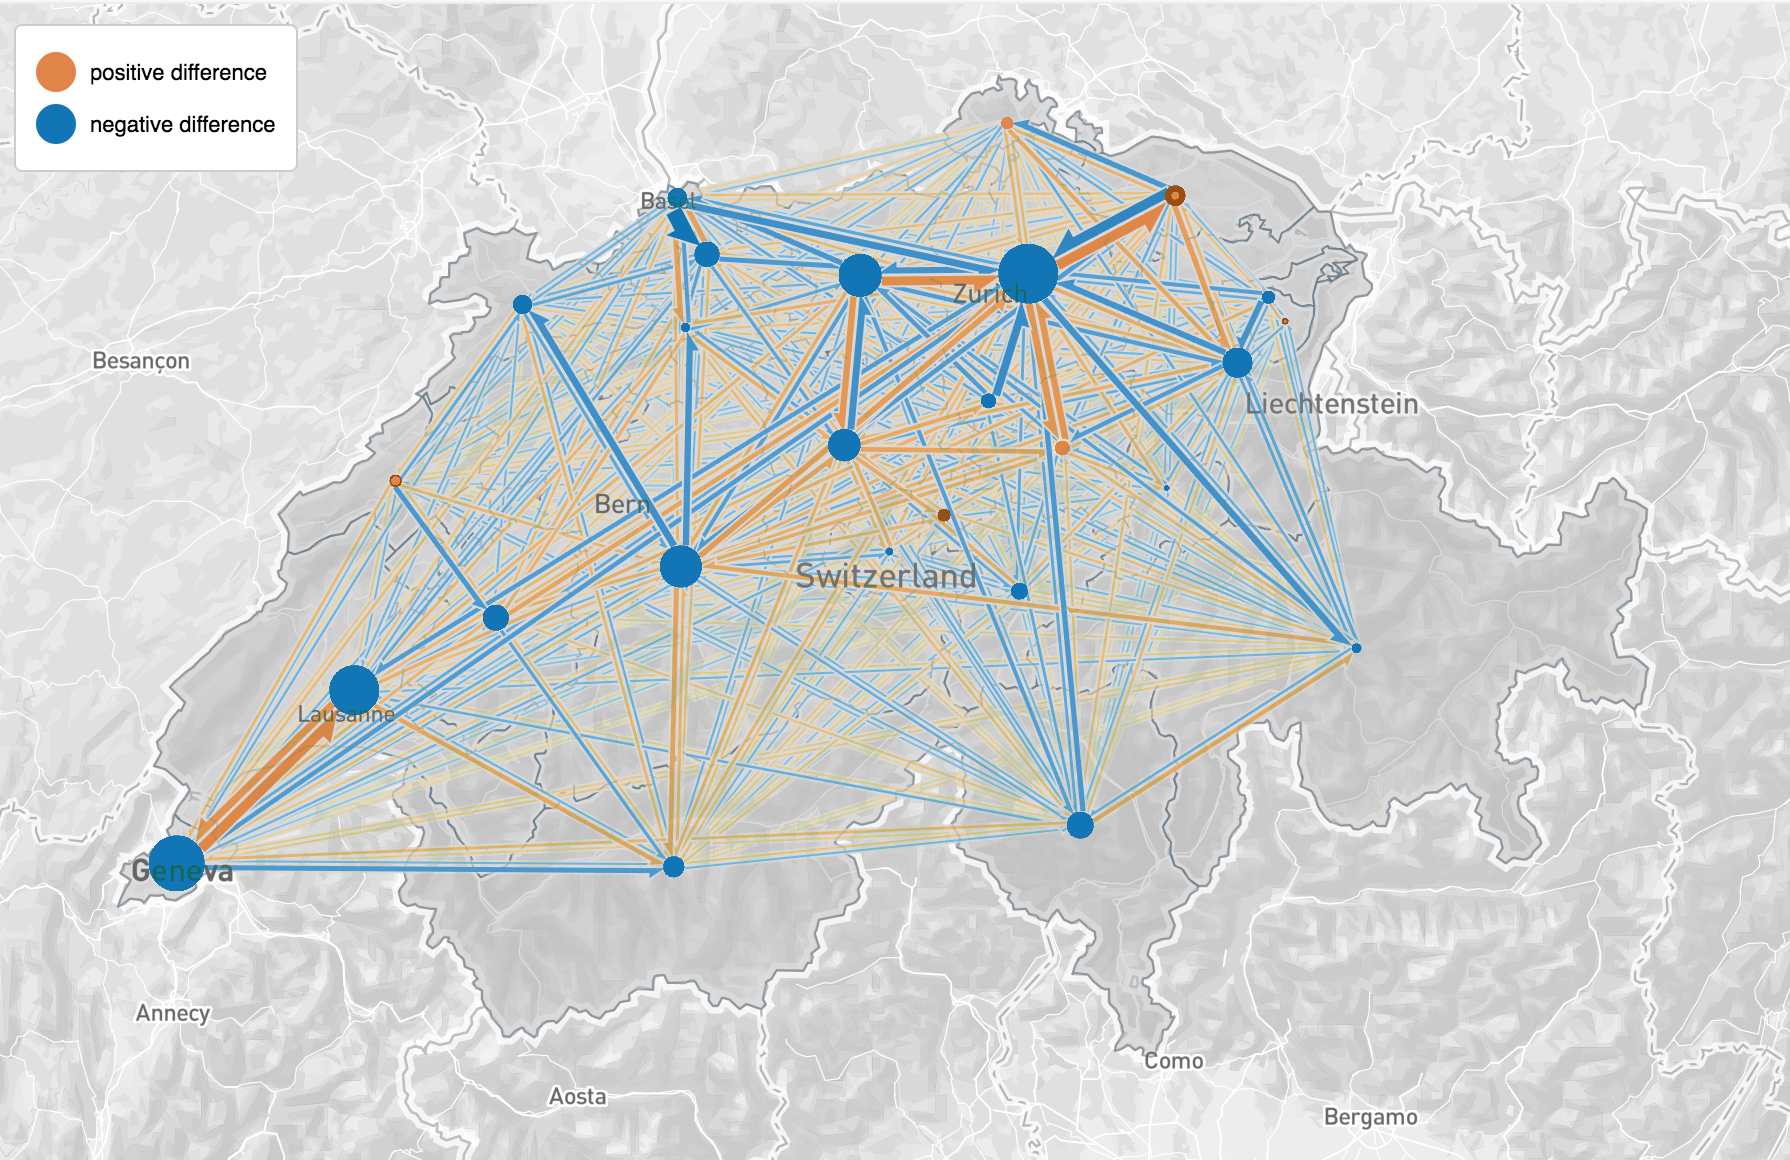 positive difference
negative difference
Basel
Zurich
Besançon
Liechtenstein
Bern
Switzerland
Lausanne
Geneva
Annecy
Como
Aosta
Bergamo